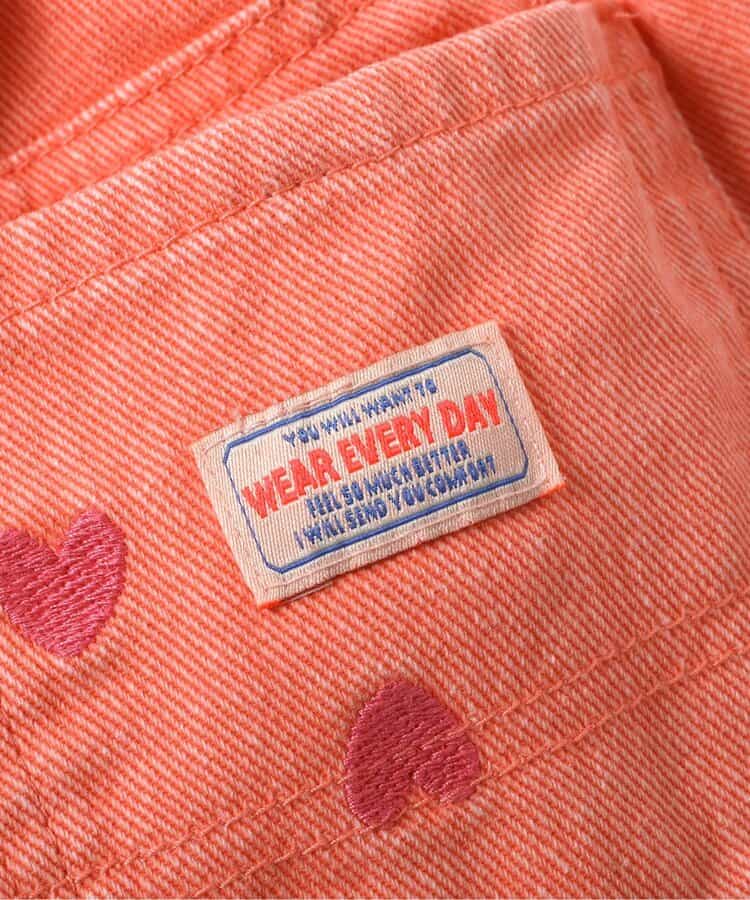 YOU WILL WANT TO
WEAR EVERY DAY
FEEL SO MUCH BETTER
I WILL SEND YOU COMFORT